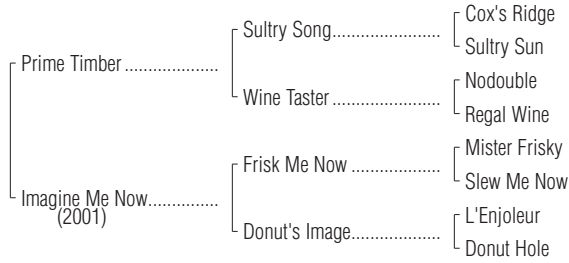 Cox's Ridge
Sultry Song..........................
Sultry Sun
Prime Timber ....................
Nodouble
Wine Taster ..........................
Regal Wine
Mister Frisky
Frisk Me Now ......................
Slew Me Now
Imagine Me Now...............
(2001)
L'Enjoleur
Donut's Image......................
Donut Hole